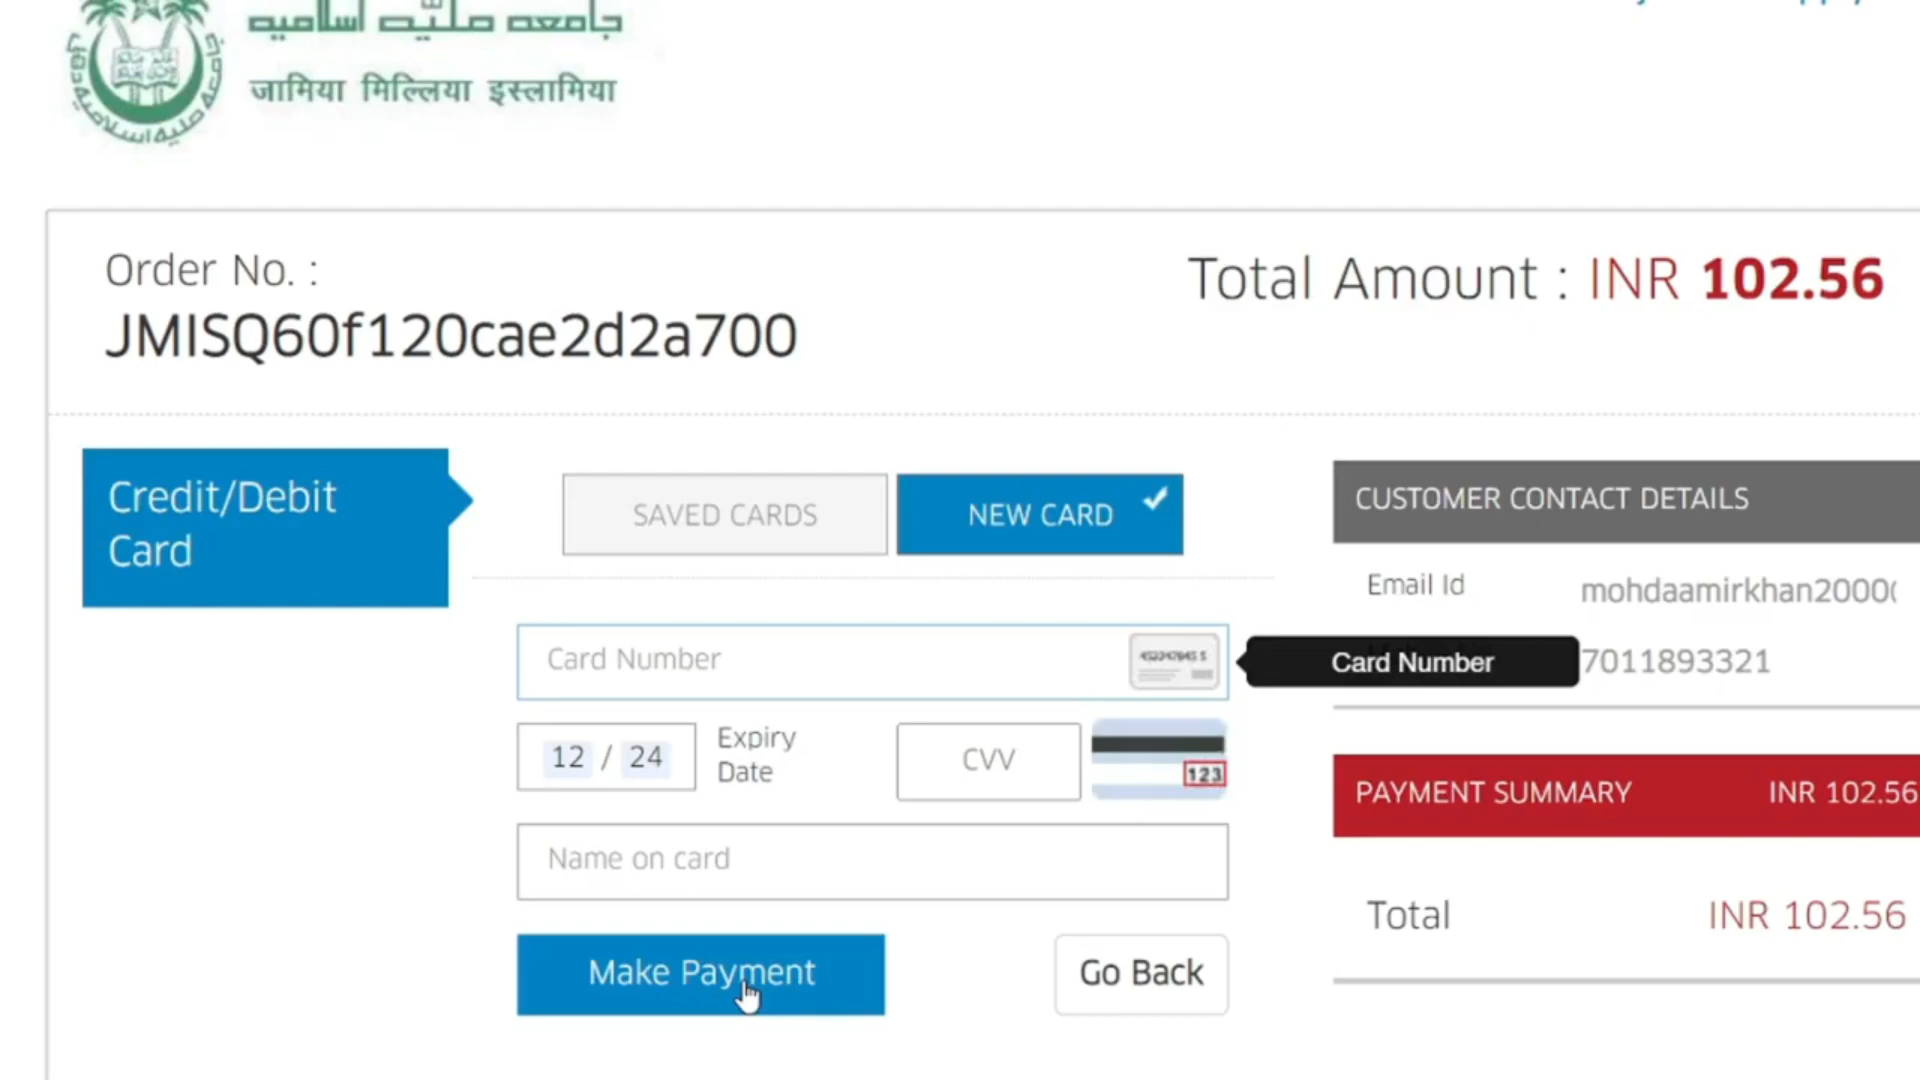 جامعہ ملیہ اسلامیہ
जामिया मिल्लिया इस्लामिया
Order No. :
JMISQ60f120cae2d2a700
Total Amount : INR 102.56
Credit/Debit
Card
SAVED CARDS
NEW CARD
Card Number
Card Number
12 / 24
Expiry
Date
CVV
123
Name on card
Make Payment
Go Back
CUSTOMER CONTACT DETAILS
Email Id
mohdaamirkhan2000(
7011893321
PAYMENT SUMMARY
INR 102.56
Total
INR 102.56